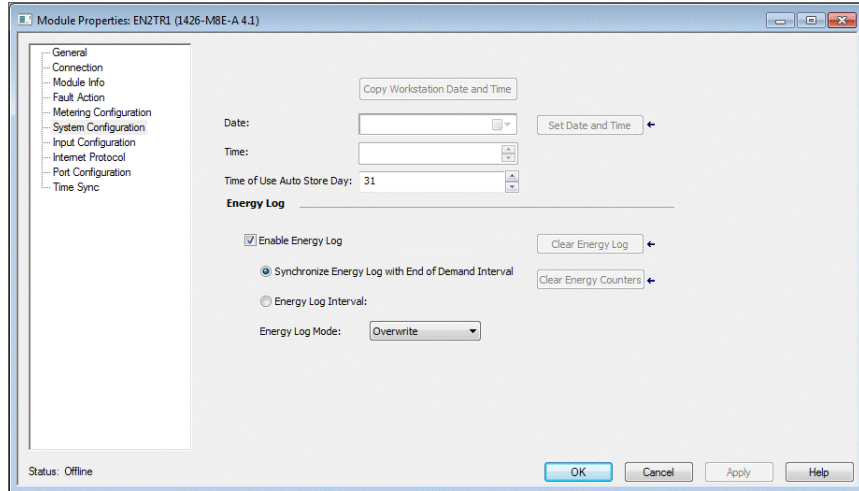 Module Properties: EN2TR1 (1426-M8E-A 4.1)
General
Connection
Module Info
Fault Action
Metering Configuration
System Configuration
Input Configuration
Internet Protocol
Port Configuration
Time Sync
Copy Workstation Date and Time
Date:
Set Date and Time
Time:
Time of Use Auto Store Day: 31
Energy Log
Enable Energy Log
Clear Energy Log
Synchronize Energy Log with End of Demand Interval
Clear Energy Counters
Energy Log Interval:
Energy Log Mode: Overwrite
Status: Offline
OK Cancel Apply Help